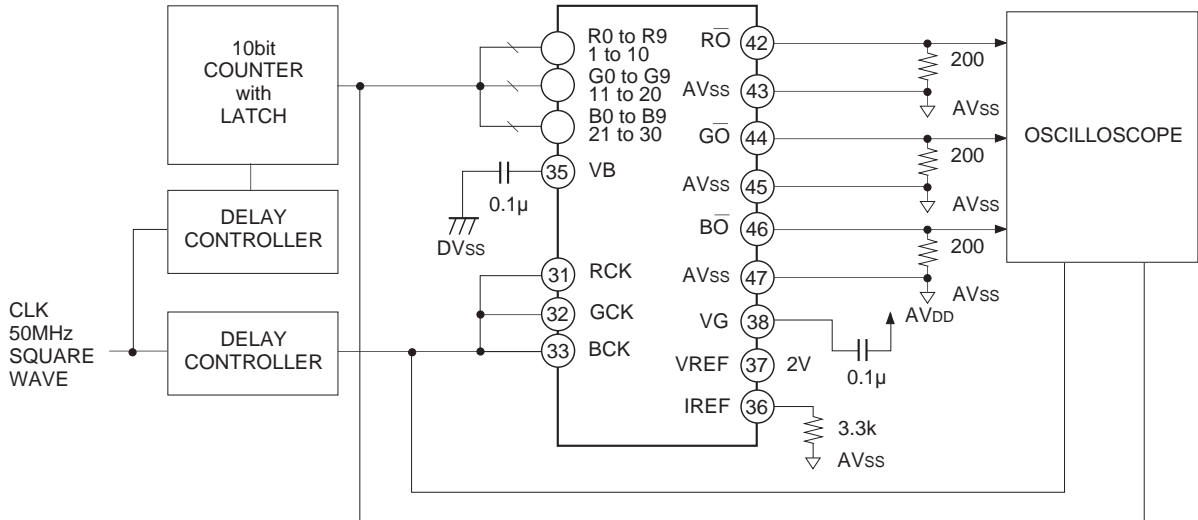 10bit
COUNTER
with
LATCH
DELAY
CONTROLLER
CLK
50MHz
SQUARE
WAVE
DELAY
CONTROLLER
R0 to R9
1 to 10
G0 to G9
11 to 20
B0 to B9
21 to 30
35 VB
0.1μ
DVSS
31 RCK
32 GCK
33 BCK
RO 42
AVSS 43
GO 44
AVSS 45
BO 46
AVSS 47
VG 38
VREF 37 2V
IREF 36
200
AVSS
200
AVSS
200
AVSS
AVDD
0.1μ
3.3k
AVSS
OSCILLOSCOPE